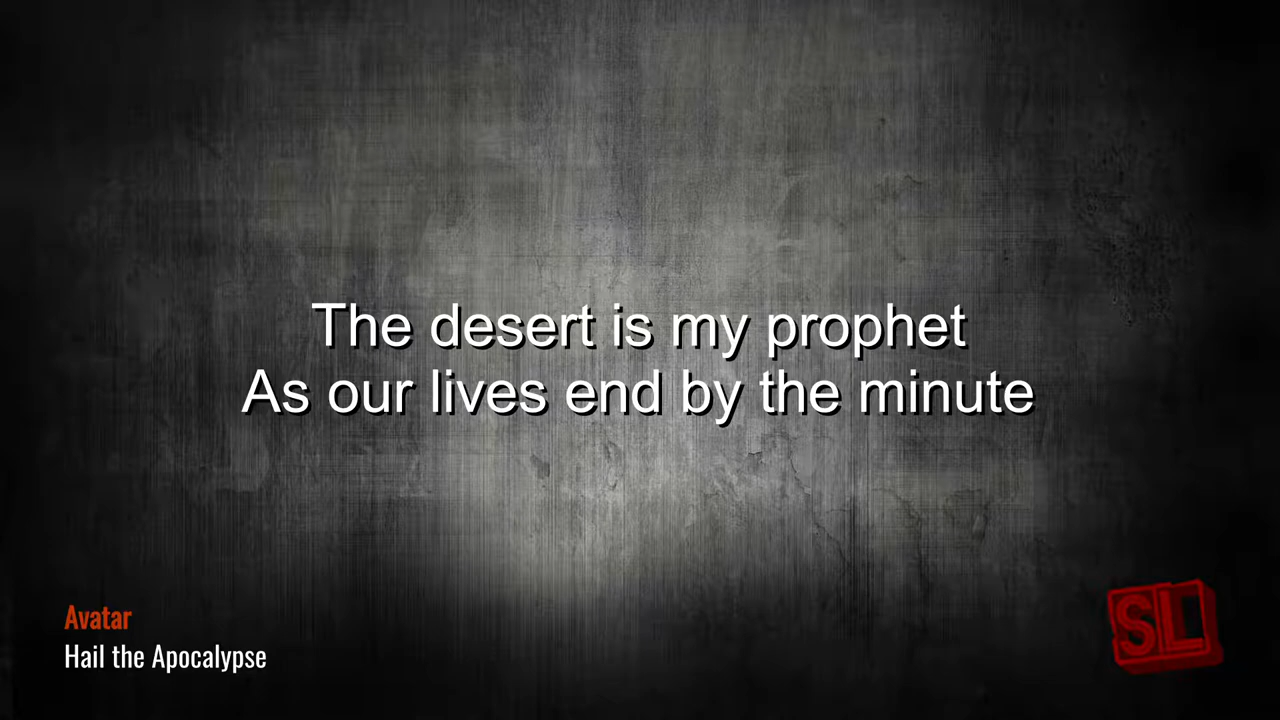 The desert is my prophet
As our lives end by the minute
Avatar
Hail the Apocalypse
SL